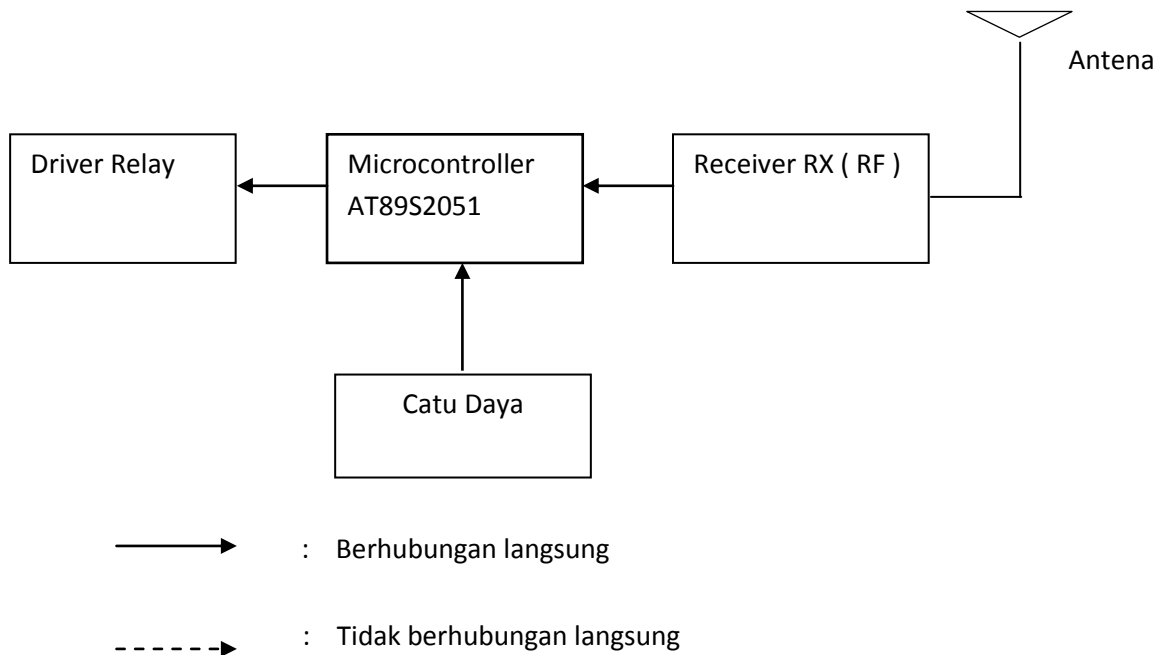 Antena
Driver Relay
Microcontroller
AT89S2051
Receiver RX ( RF )
Catu Daya
: Berhubungan langsung
: Tidak berhubungan langsung